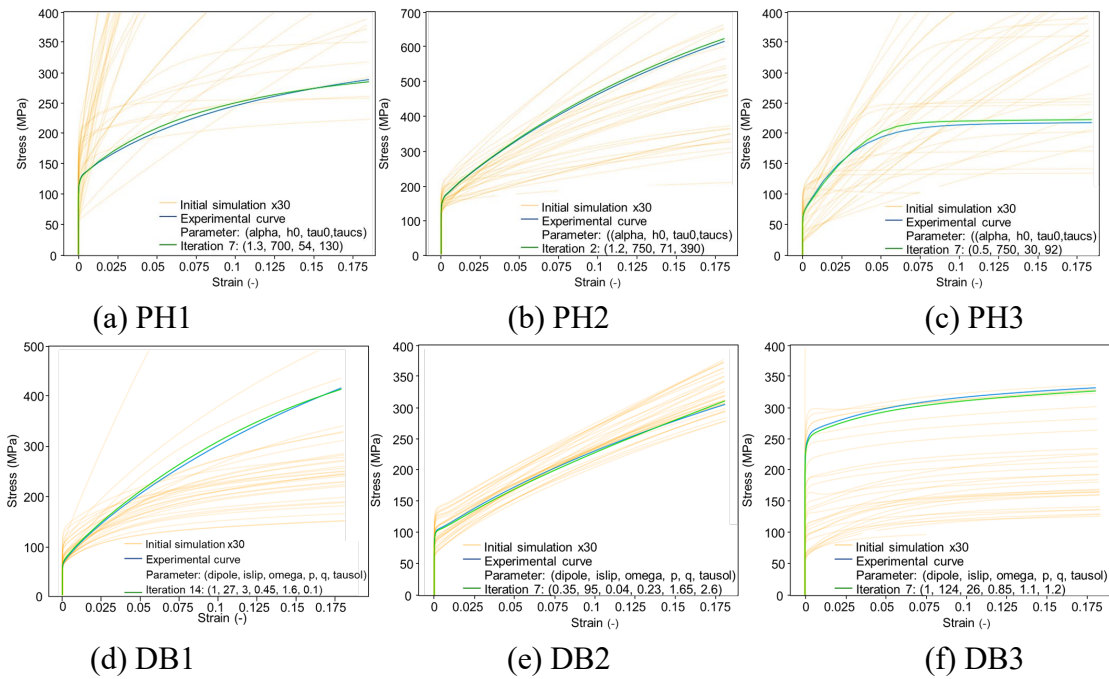 400
350
300
250
200
150
100
50
0
Stress (MPa)
0 0.025 0.05 0.075 0.1 0.125 0.15 0.175
Strain (-)
Initial simulation x30
Experimental curve
Parameter: (alpha, h0, tau0,taucs)
Iteration 7: (1.3, 700, 54, 130)
(a) PH1
700
600
500
400
300
200
100
0
Stress (MPa)
0 0.025 0.05 0.075 0.1 0.125 0.15 0.175
Strain (-)
Initial simulation x30
Experimental curve
Parameter: ((alpha, h0, tau0,taucs)
Iteration 2: (1.2, 750, 71, 390)
(b) PH2
400
350
300
250
200
150
100
50
0
Stress (MPa)
0 0.025 0.05 0.075 0.1 0.125 0.15 0.175
Strain (-)
Initial simulation x30
Experimental curve
Parameter: ((alpha, h0, tau0,taucs)
Iteration 7: (0.5, 750, 30, 92)
(c) PH3
500
400
300
200
100
0
Stress (MPa)
0 0.025 0.05 0.075 0.1 0.125 0.15 0.175
Strain (-)
Initial simulation x30
Experimental curve
Parameter: (dipole, islip, omega, p, q, tausol)
Iteration 14: (1, 27, 3, 0.45, 1.6, 0.1)
(d) DB1
400
350
300
250
200
150
100
50
0
Stress (MPa)
0 0.025 0.05 0.075 0.1 0.125 0.15 0.175
Strain (-)
Initial simulation x30
Experimental curve
Parameter: (dipole, islip, omega, p, q, tausol)
Iteration 7: (0.35, 95, 0.04, 0.23, 1.65, 2.6)
(e) DB2
400
350
300
250
200
150
100
50
0
Stress (MPa)
0 0.025 0.05 0.075 0.1 0.125 0.15 0.175
Strain (-)
Initial simulation x30
Experimental curve
Parameter: (dipole, islip, omega, p, q, tausol)
Iteration 7: (1, 124, 26, 0.85, 1.1, 1.2)
(f) DB3